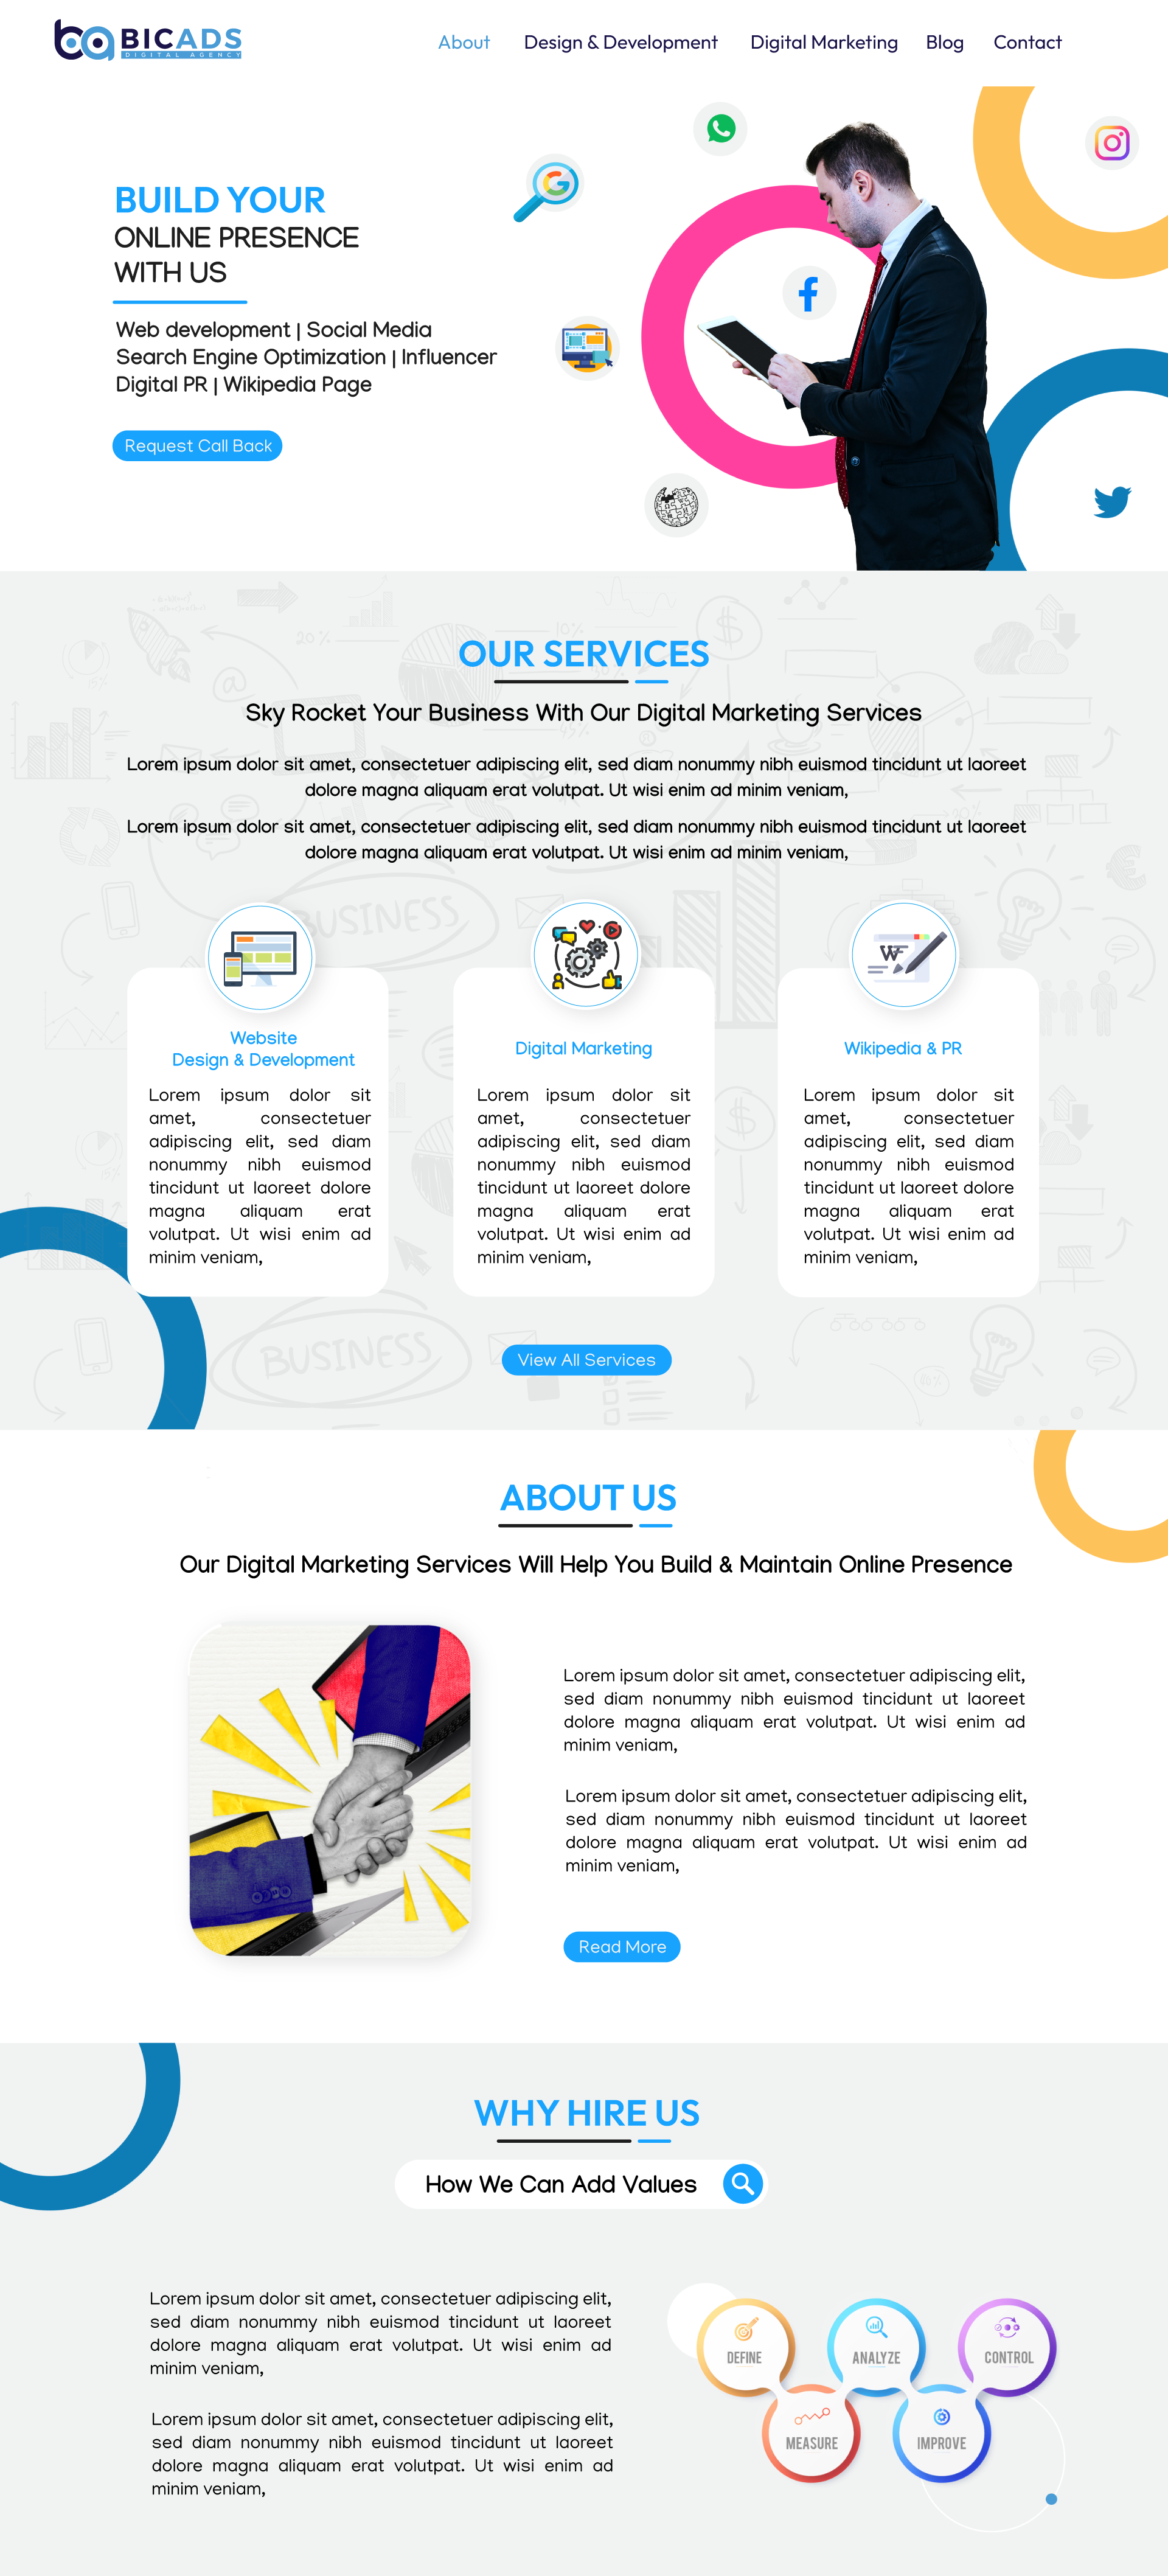 BICADS
DIGITAL AGENCY
About Design & Development Digital Marketing Blog Contact
BUILD YOUR
ONLINE PRESENCE
WITH US
Web development | Social Media
Search Engine Optimization | Influencer
Digital PR | Wikipedia Page
Request Call Back
OUR SERVICES
Sky Rocket Your Business With Our Digital Marketing Services
Lorem ipsum dolor sit amet, consectetuer adipiscing elit, sed diam nonummy nibh euismod tincidunt ut laoreet
dolore magna aliquam erat volutpat. Ut wisi enim ad minim veniam,
Lorem ipsum dolor sit amet, consectetuer adipiscing elit, sed diam nonummy nibh euismod tincidunt ut laoreet
dolore magna aliquam erat volutpat. Ut wisi enim ad minim veniam,
BUSINESS
Website
Design & Development
Lorem ipsum dolor sit
amet, consectetuer
adipiscing elit, sed diam
nonummy nibh euismod
tincidunt ut laoreet dolore
magna aliquam erat
volutpat. Ut wisi enim ad
minim veniam,
Digital Marketing
Lorem ipsum dolor sit
amet, consectetuer
adipiscing elit, sed diam
nonummy nibh euismod
tincidunt ut laoreet dolore
magna aliquam erat
volutpat. Ut wisi enim ad
minim veniam,
Wikipedia & PR
Lorem ipsum dolor sit
amet, consectetuer
adipiscing elit, sed diam
nonummy nibh euismod
tincidunt ut laoreet dolore
magna aliquam erat
volutpat. Ut wisi enim ad
minim veniam,
BUSINESS
View All Services
ABOUT US
Our Digital Marketing Services Will Help You Build & Maintain Online Presence
Lorem ipsum dolor sit amet, consectetuer adipiscing elit,
sed diam nonummy nibh euismod tincidunt ut laoreet
dolore magna aliquam erat volutpat. Ut wisi enim ad
minim veniam,
Lorem ipsum dolor sit amet, consectetuer adipiscing elit,
sed diam nonummy nibh euismod tincidunt ut laoreet
dolore magna aliquam erat volutpat. Ut wisi enim ad
minim veniam,
Read More
WHY HIRE US
How We Can Add Values
Lorem ipsum dolor sit amet, consectetuer adipiscing elit,
sed diam nonummy nibh euismod tincidunt ut laoreet
dolore magna aliquam erat volutpat. Ut wisi enim ad
minim veniam,
Lorem ipsum dolor sit amet, consectetuer adipiscing elit,
sed diam nonummy nibh euismod tincidunt ut laoreet
dolore magna aliquam erat volutpat. Ut wisi enim ad
minim veniam,
DEFINE
ANALYZE
CONTROL
MEASURE
IMPROVE